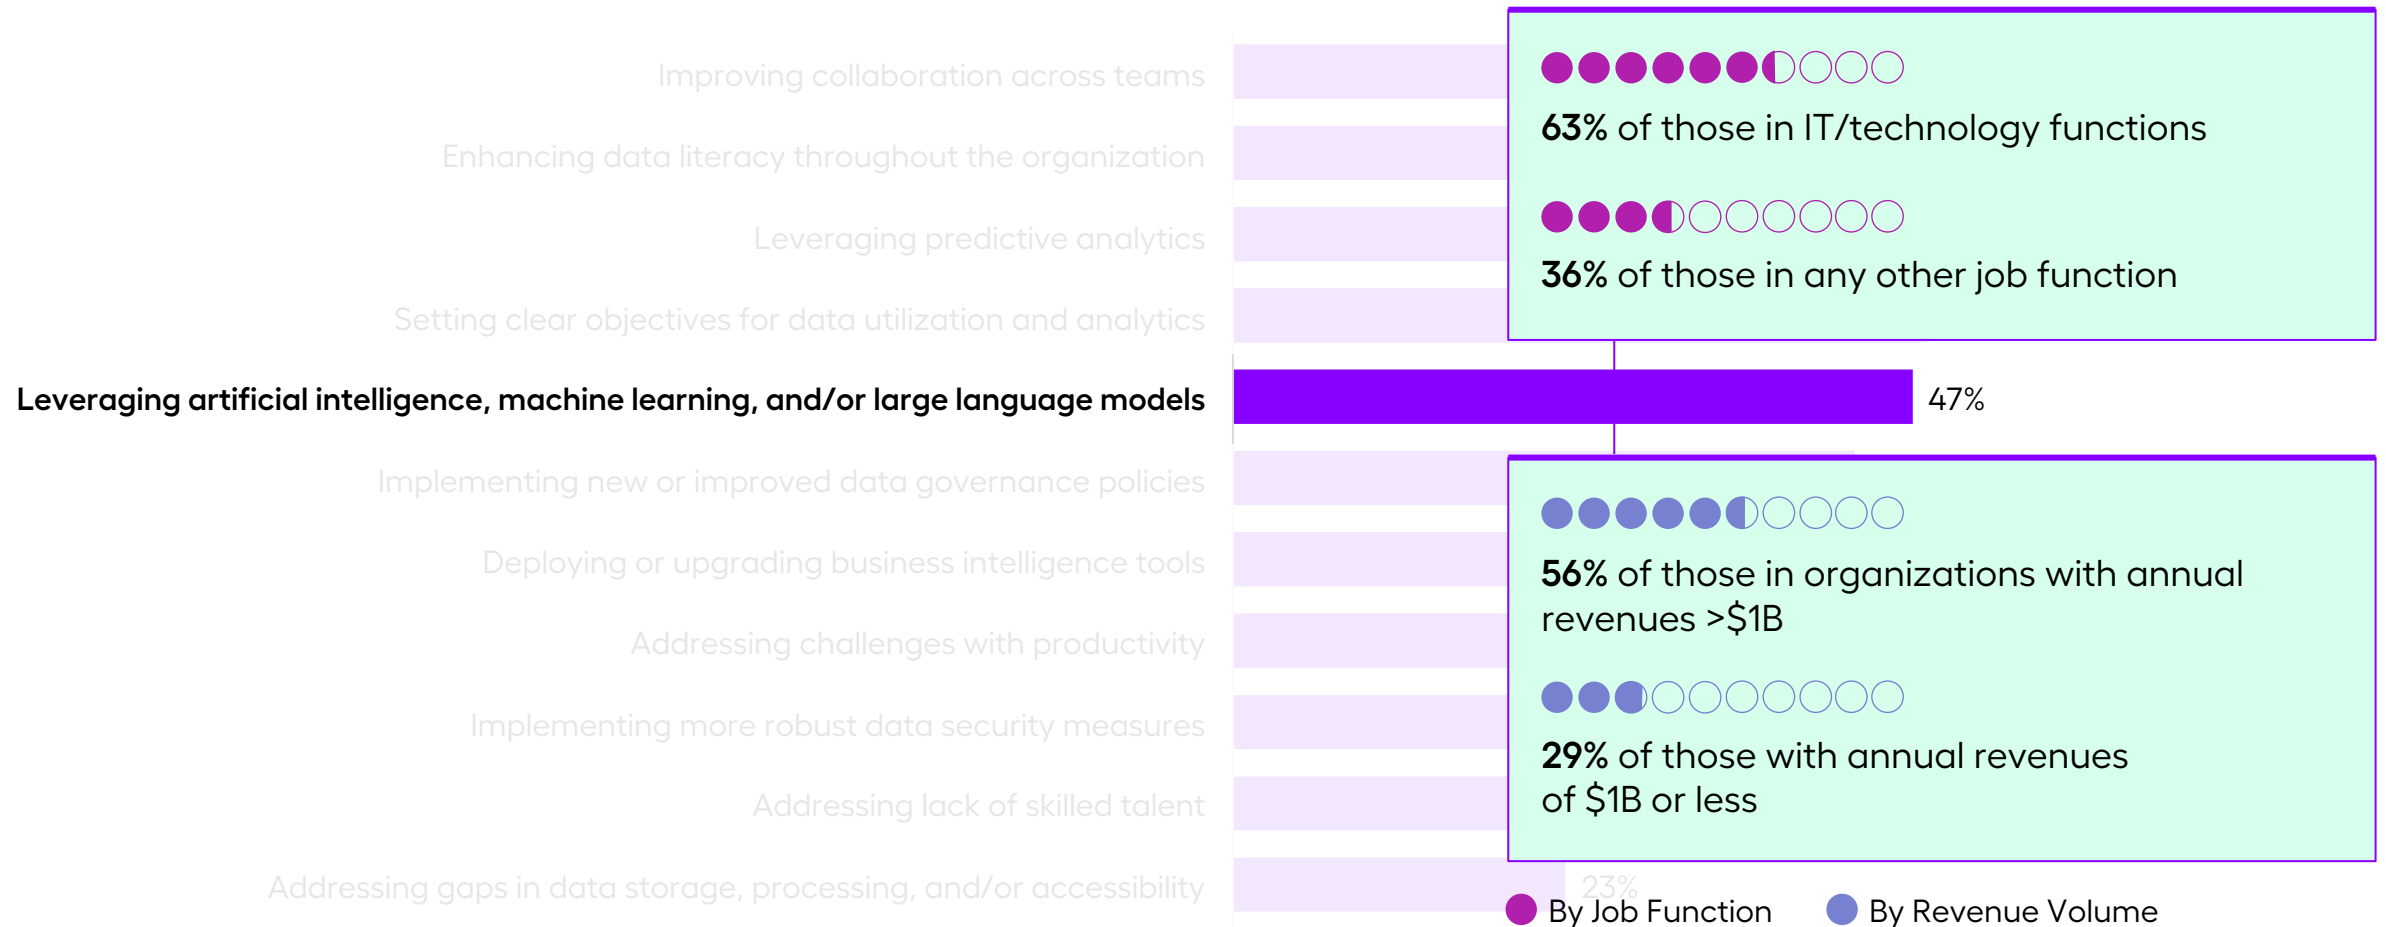 Improving collaboration across teams
Enhancing data literacy throughout the organization
Leveraging predictive analytics
Setting clear objectives for data utilization and analytics
Leveraging artificial intelligence, machine learning, and/or large language models
47%
Implementing new or improved data governance policies
Deploying or upgrading business intelligence tools
Addressing challenges with productivity
Implementing more robust data security measures
Addressing lack of skilled talent
Addressing gaps in data storage, processing, and/or accessibility
23%
63% of those in IT/technology functions
36% of those in any other job function
56% of those in organizations with annual
revenues >$1B
29% of those with annual revenues
of $1B or less
By Job Function
By Revenue Volume